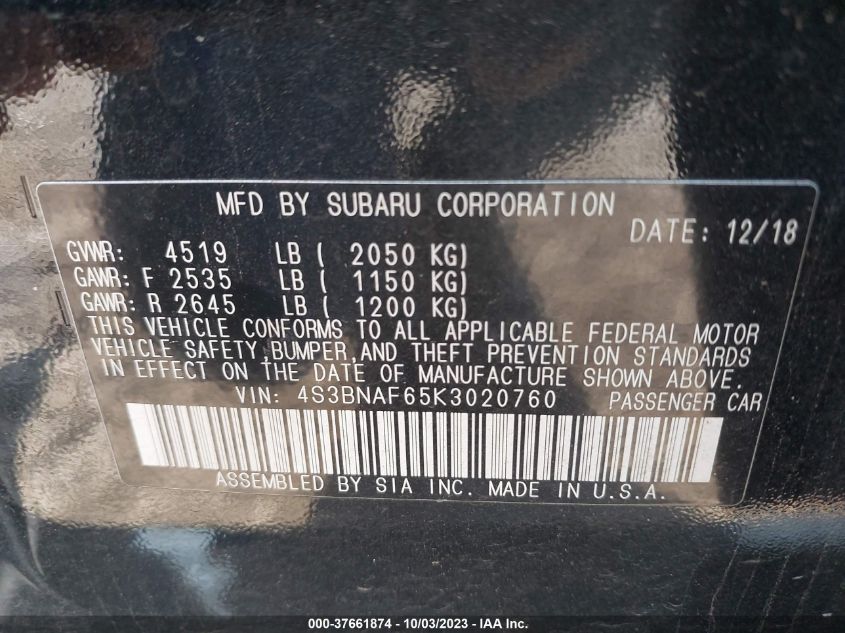 MFD BY SUBARU CORPORATION
DATE: 12/18
GVWR: 4519 LB ( 2050 KG)
GAWR: F 2535 LB ( 1150 KG)
GAWR: R 2645 LB ( 1200 KG)
THIS VEHICLE CONFORMS TO ALL APPLICABLE FEDERAL MOTOR
VEHICLE SAFETY,BUMPER,AND THEFT PREVENTION STANDARDS
IN EFFECT ON THE DATE OF MANUFACTURE SHOWN ABOVE.
VIN: 4S3BNAF65K3020760 PASSENGER CAR
ASSEMBLED BY SIA INC. MADE IN U.S.A.
000-37661874 - 10/03/2023 - IAA Inc.